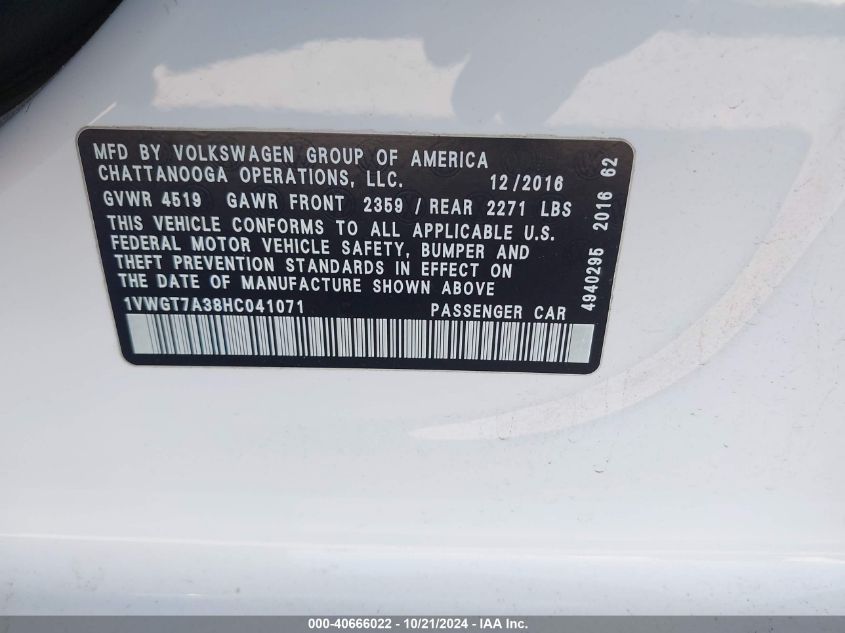 MFD BY VOLKSWAGEN GROUP OF AMERICA
CHATTANOOGA OPERATIONS, LLC. 12/2016
GVWR 4519 GAWR FRONT 2359 / REAR 2271 LBS
THIS VEHICLE CONFORMS TO ALL APPLICABLE U.S.
FEDERAL MOTOR VEHICLE SAFETY, BUMPER AND
THEFT PREVENTION STANDARDS IN EFFECT ON
THE DATE OF MANUFACTURE SHOWN ABOVE
1VWGT7A38HC041071 PASSENGER CAR
4940295 2016 62
000-40666022 - 10/21/2024 - IAAI Inc.